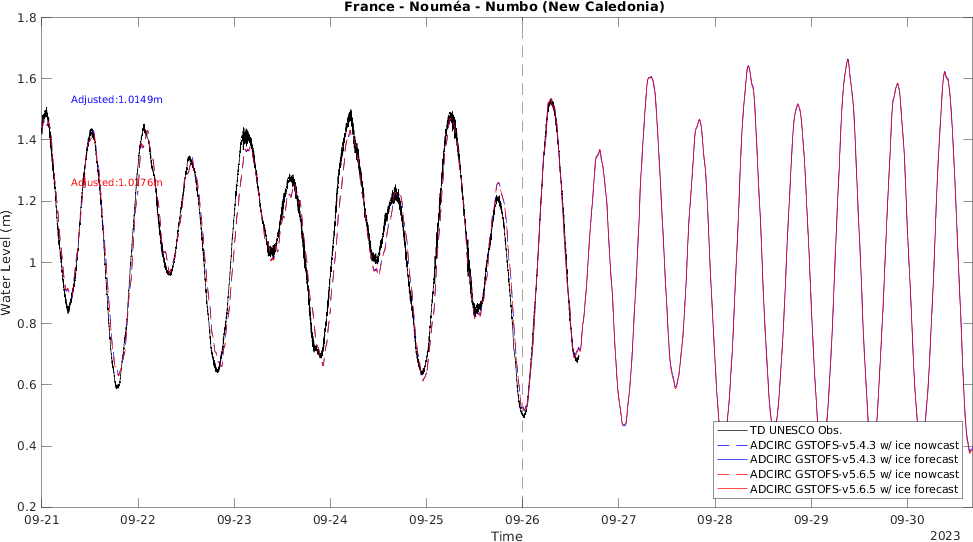 France - Nouméa - Numbo (New Caledonia)
1.8
1.6
1.4
1.2
1
0.8
0.6
0.4
0.2
Water Level (m)
Adjusted:1.0149m
Adjusted:1.0176m
TD UNESCO Obs.
ADCIRC GSTOFS-v5.4.3 w/ ice nowcast
ADCIRC GSTOFS-v5.4.3 w/ ice forecast
ADCIRC GSTOFS-v5.6.5 w/ ice nowcast
ADCIRC GSTOFS-v5.6.5 w/ ice forecast
09-21 09-22 09-23 09-24 09-25 09-26 09-27 09-28 09-29 09-30
Time
2023